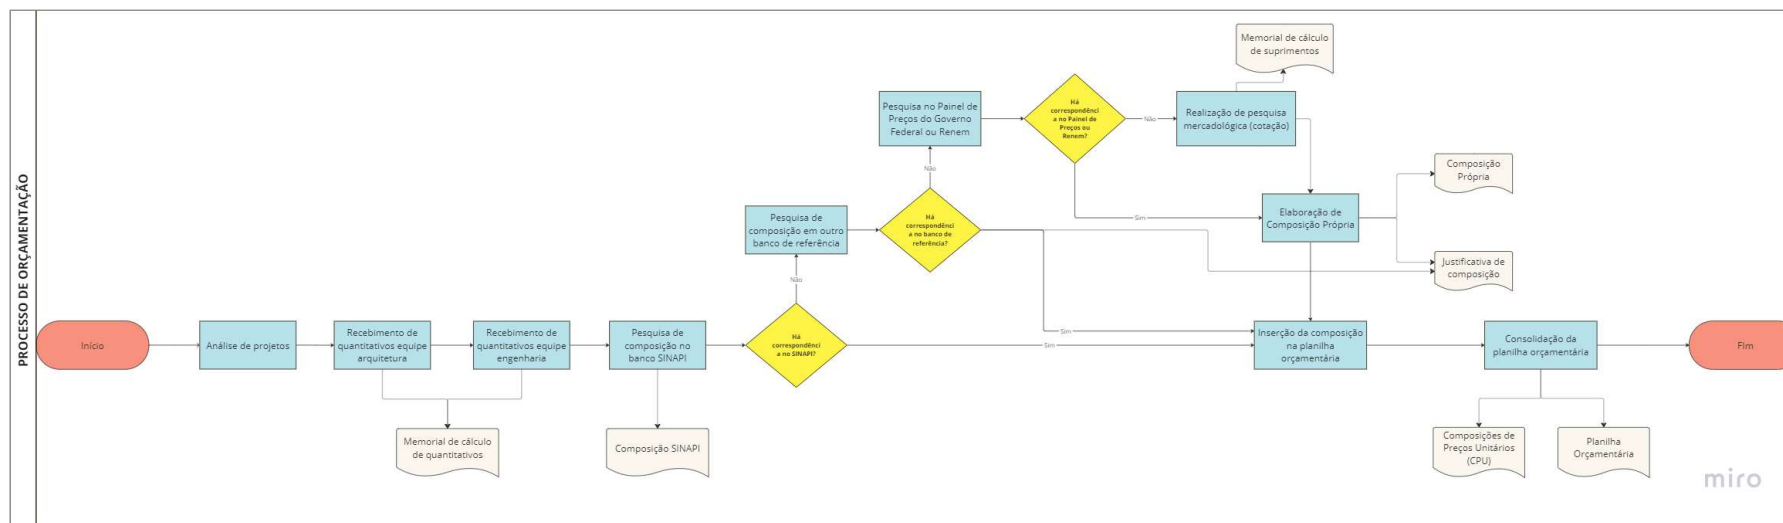 PROCESSO DE ORÇAMENTAÇÃO
Início
Análise de projetos
Recebimento de
quantitativos equipe
arquitetura
Recebimento de
quantitativos equipe
engenharia
Memorial de cálculo
de quantitativos
Pesquisa de
composição no
banco SINAPI
Composição SINAPI
Há
correspondênci
a no SINAPI?
Não
Sim
Pesquisa de
composição em outro
banco de referência
Há
correspondênci
a no banco de
referência?
Não
Sim
Pesquisa no Painel de
Preços do Governo
Federal ou Renem
Há
correspondênci
a no Painel de
Preços ou
Renem?
Não
Sim
Realização de pesquisa
mercadológica (cotação)
Memorial de cálculo
de suprimentos
Elaboração de
Composição Própria
Composição
Própria
Justificativa de
composição
Inserção da composição
na planilha
orçamentária
Consolidação da
planilha orçamentária
Composições de
Preços Unitários
(CPU)
Planilha
Orçamentária
FIm
miro